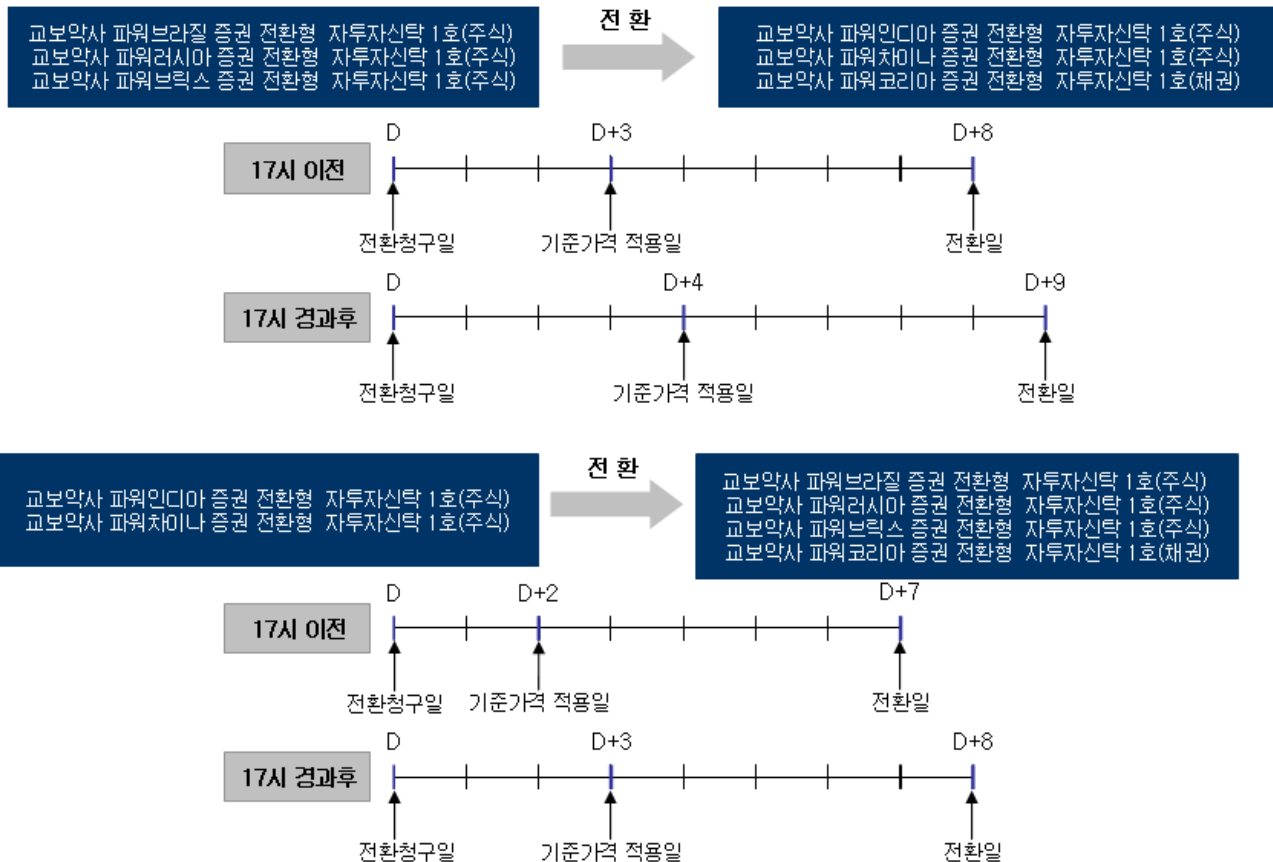 전 환
교보악사 파워브라질 증권 전환형 자투자신탁 1호(주식)
교보악사 파워러시아 증권 전환형 자투자신탁 1호(주식)
교보악사 파워브릭스 증권 전환형 자투자신탁 1호(주식)
교보악사 파워인디아 증권 전환형 자투자신탁 1호(주식)
교보악사 파워차이나 증권 전환형 자투자신탁 1호(주식)
교보악사 파워코리아 증권 전환형 자투자신탁 1호(채권)
D D+3 D+8
17시 이전
전환청구일 기준가격 적용일 전환일
D D+4 D+9
17시 경과후
전환청구일 기준가격 적용일 전환일
전 환
교보악사 파워인디아 증권 전환형 자투자신탁 1호(주식)
교보악사 파워차이나 증권 전환형 자투자신탁 1호(주식)
교보악사 파워브라질 증권 전환형 자투자신탁 1호(주식)
교보악사 파워러시아 증권 전환형 자투자신탁 1호(주식)
교보악사 파워브릭스 증권 전환형 자투자신탁 1호(주식)
교보악사 파워코리아 증권 전환형 자투자신탁 1호(채권)
D D+2 D+7
17시 이전
전환청구일 기준가격 적용일 전환일
D D+3 D+8
17시 경과후
전환청구일 기준가격 적용일 전환일